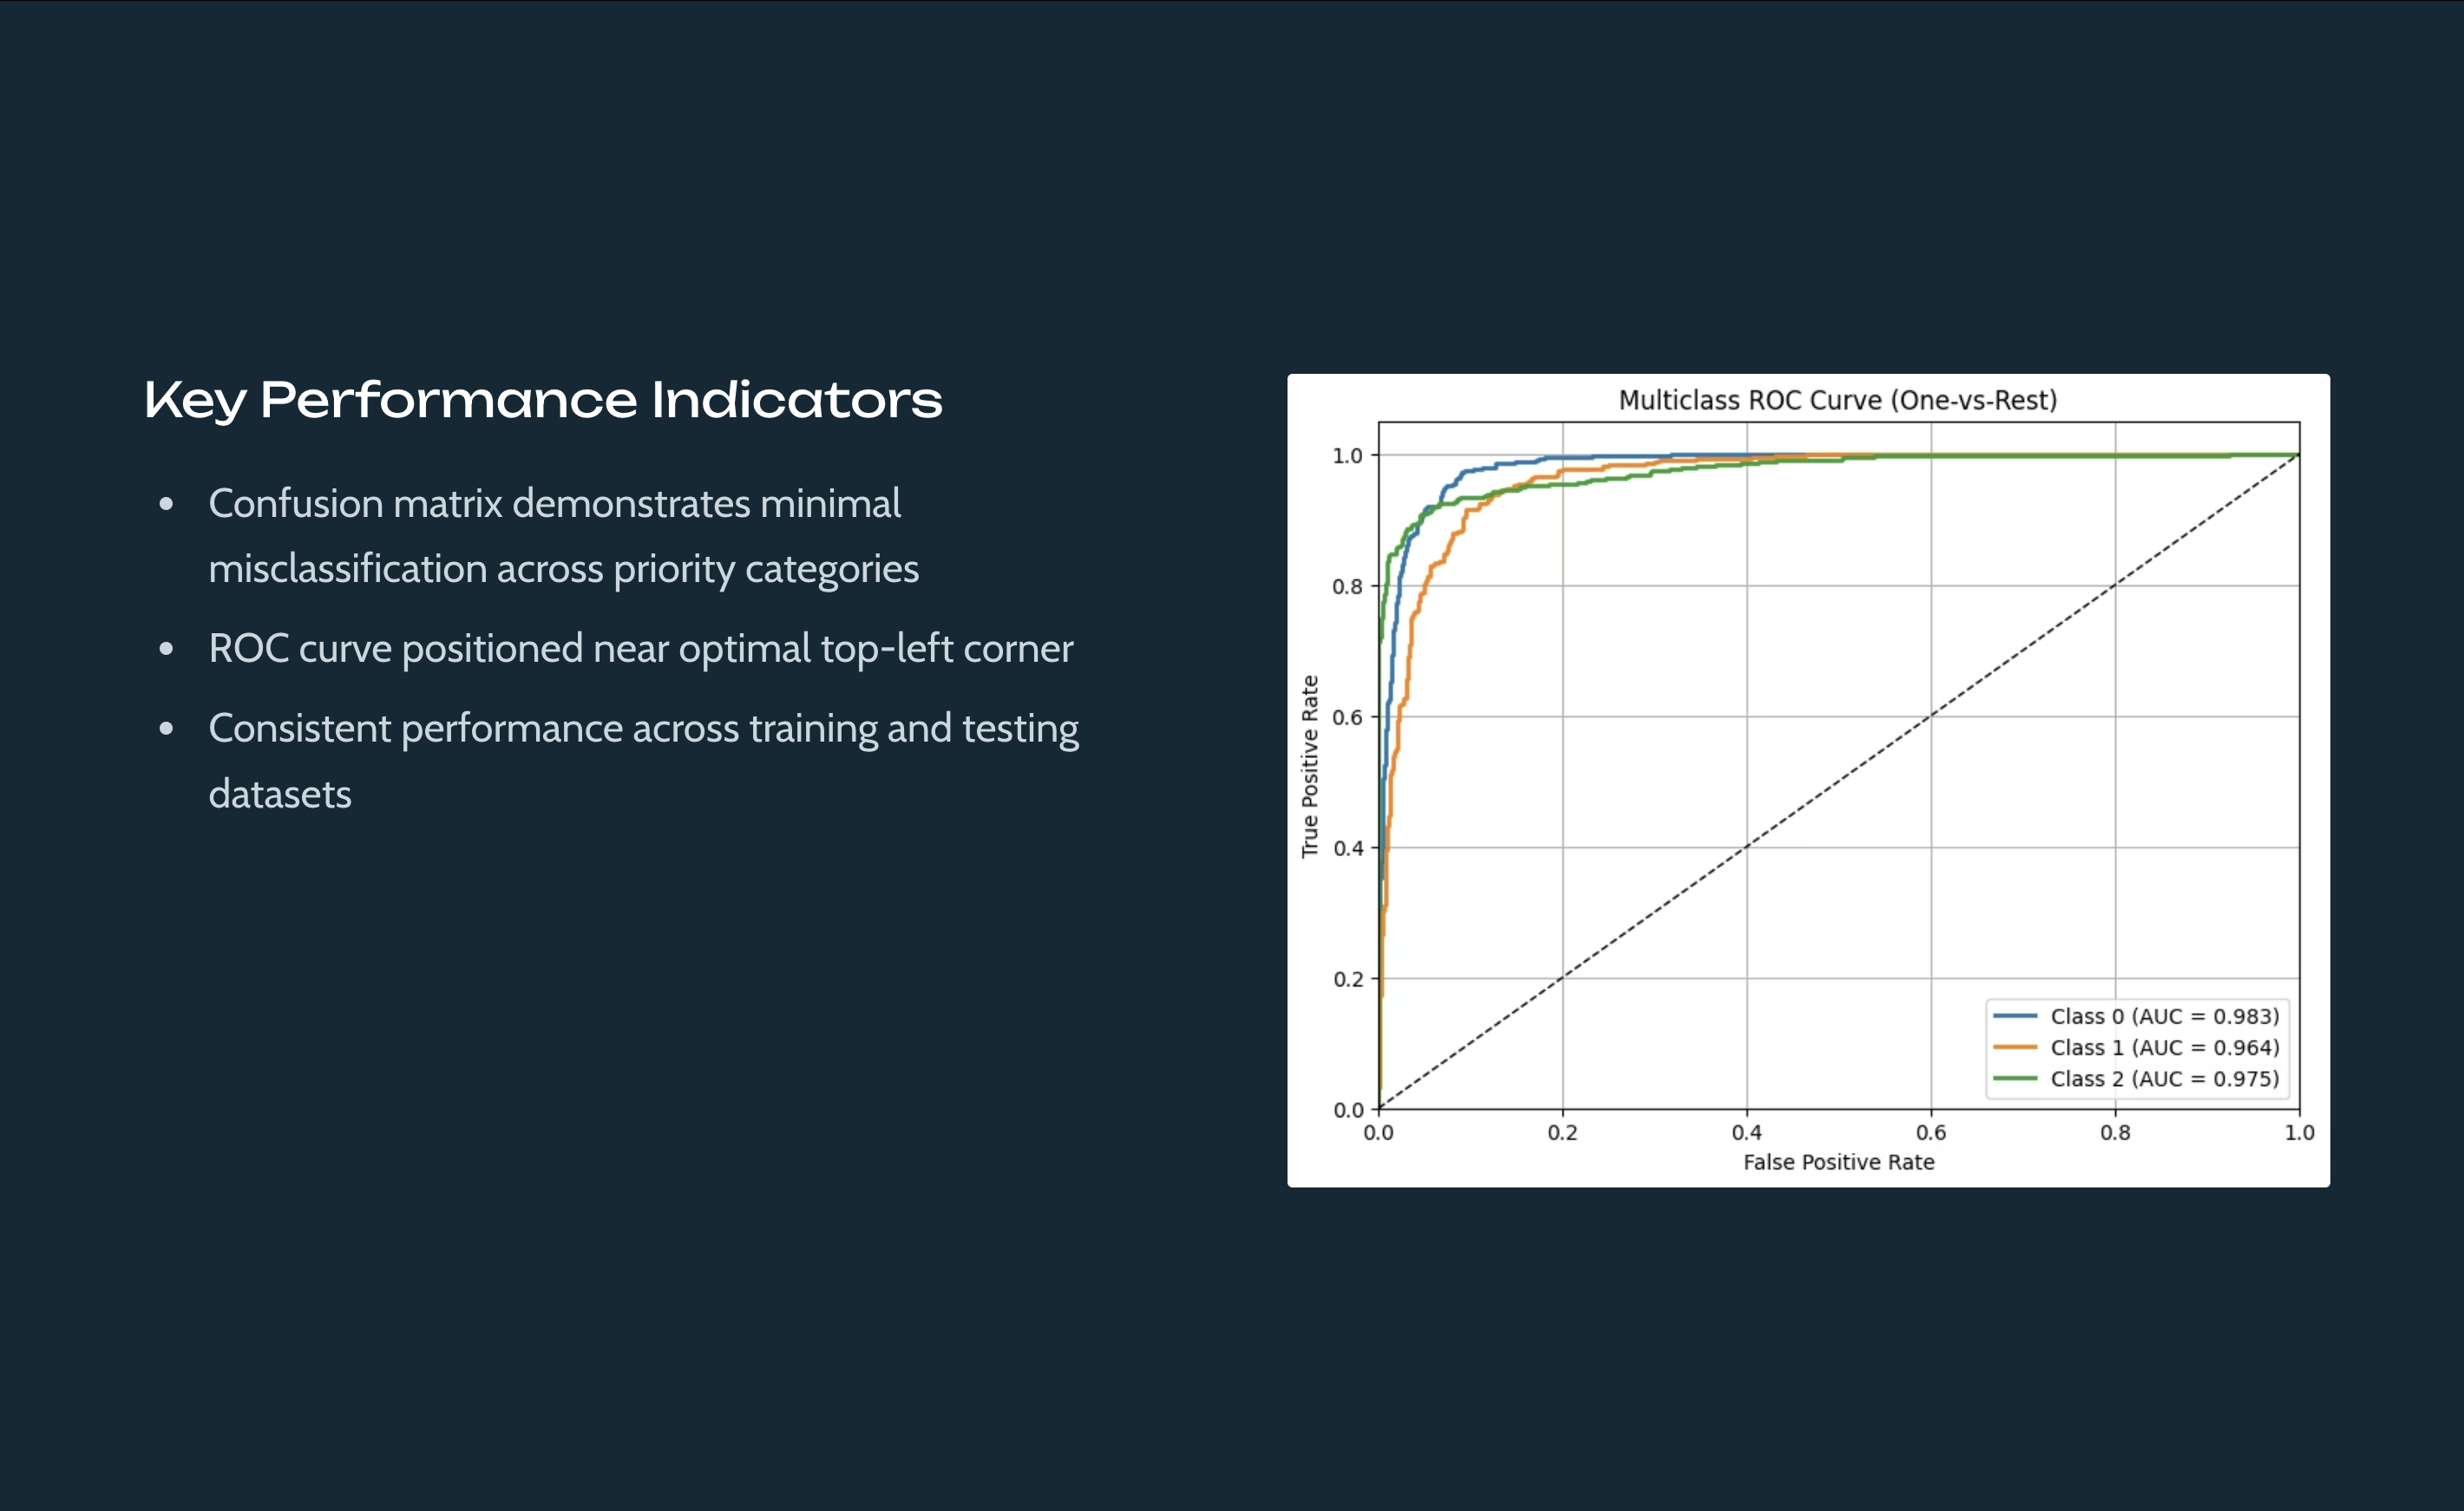 Key Performance Indicators
• Confusion matrix demonstrates minimal
misclassification across priority categories
• ROC curve positioned near optimal top-left corner
• Consistent performance across training and testing
datasets
Multiclass ROC Curve (One-vs-Rest)
True Positive Rate
1.0
0.8
0.6
0.4
0.2
0.0
Class 0 (AUC = 0.983)
Class 1 (AUC = 0.964)
Class 2 (AUC = 0.975)
0.0 0.2 0.4 0.6 0.8 1.0
False Positive Rate